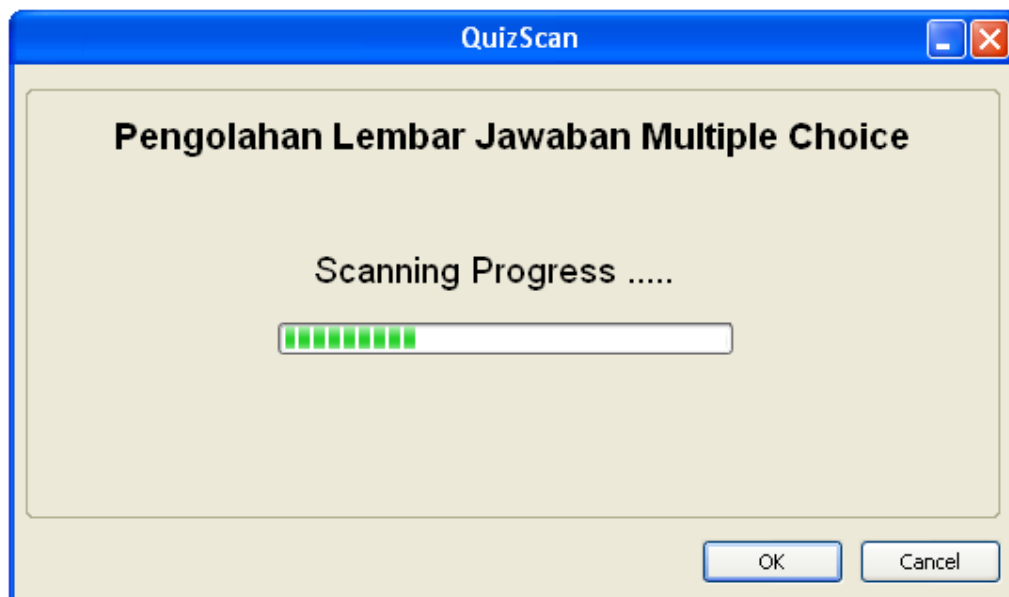 QuizScan
Pengolahan Lembar Jawaban Multiple Choice
Scanning Progress .....
OK
Cancel